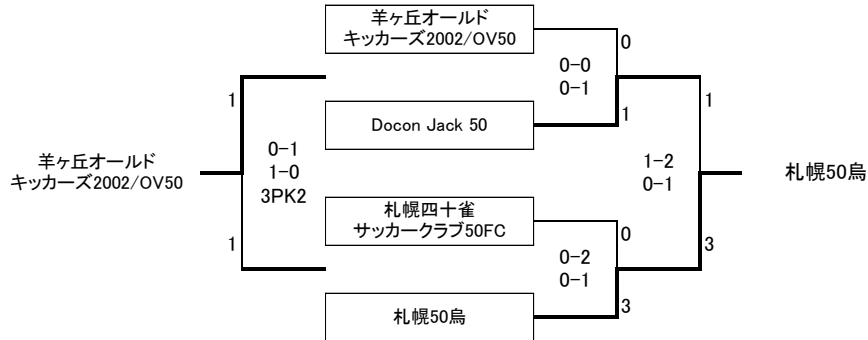 羊ヶ丘オールド
キッカーズ2002/OV50
0
0-0
0-1
1
1
1
Docon Jack 50
羊ヶ丘オールド
キッカーズ2002/OV50
0-1
1-0
3PK2
1-2
0-1
札幌50烏
札幌四十雀
サッカークラブ50FC
0
1
3
0-2
0-1
札幌50烏
3